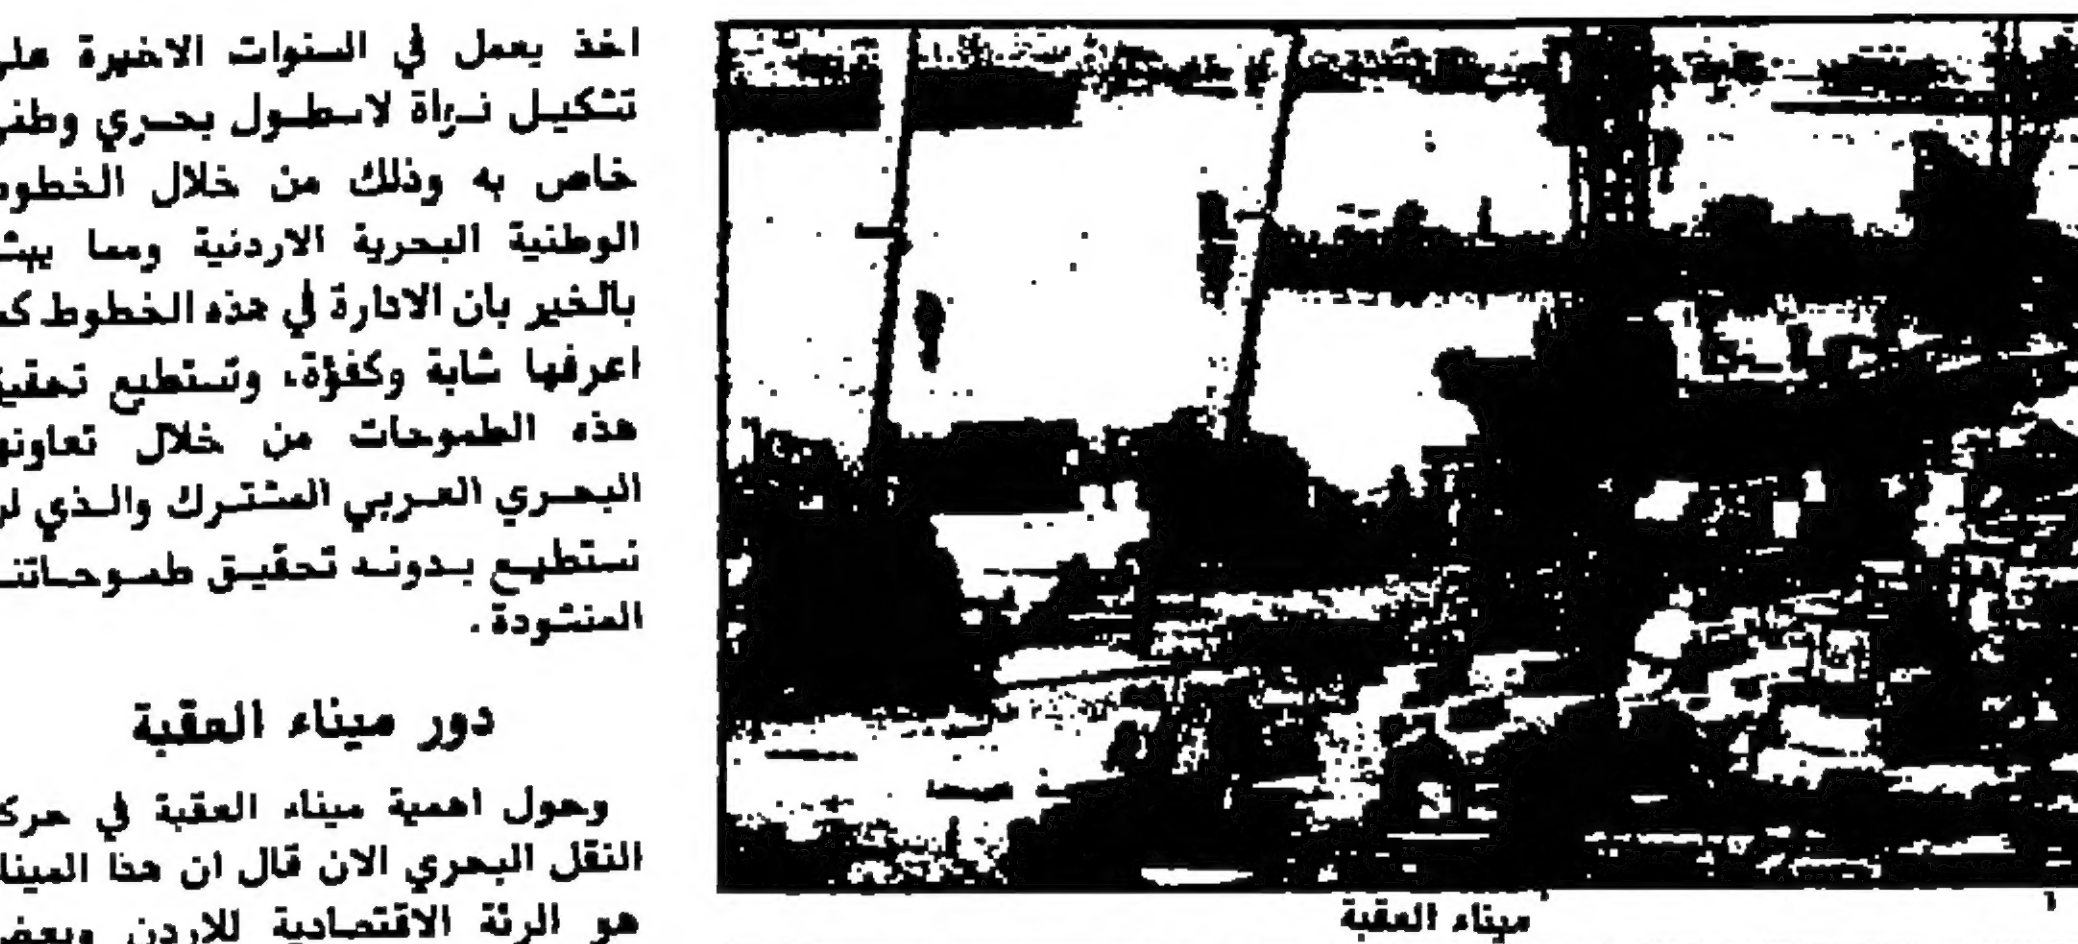 اخذ يعمل في السنوات الاخيرة على
تشكيل نواة لاسطول بحري وطني
خاص به وذلك من خلال الخطوط
الوطنية البحرية الاردنية ومما يبشر
بالخير بان الادارة في هذه الخطوط كما
اعرفها شابة وكفؤة، وتستطيع تحقيق
هذه الطموحات من خلال تعاونها
البحري العربي المشترك والذي لن
نستطيع بدونه تحقيق طموحاتنا
المنشودة .
دور ميناء العقبة
وحول اهمية ميناء العقبة في حركة
النقل البحري الان قال ان هذا الميناء
هو الرئة الاقتصادية للاردن وبعض
ميناء العقبة